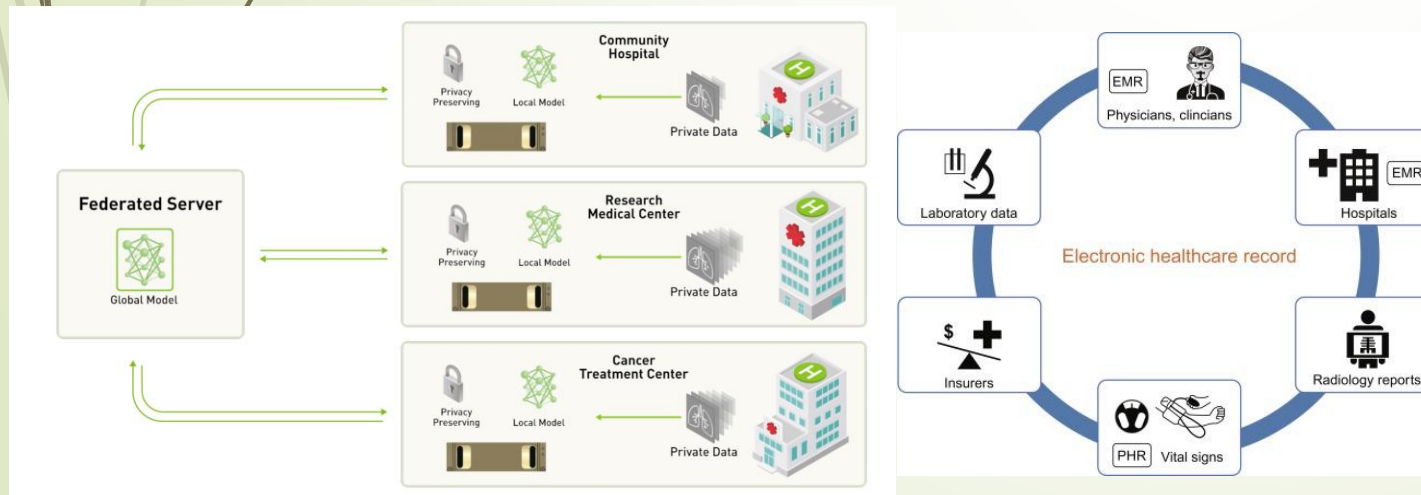 Federated Server
Global Model
Community
Hospital
Privacy
Preserving
Local Model
Private Data
H
Research
Medical Center
Privacy
Preserving
Local Model
Private Data
H
Cancer
Treatment Center
Privacy
Preserving
Local Model
Private Data
H
EMR
Physicians, clincians
Laboratory data
EMR
Hospitals
Electronic healthcare record
$
Insurers
Radiology reports
PHR
Vital signs